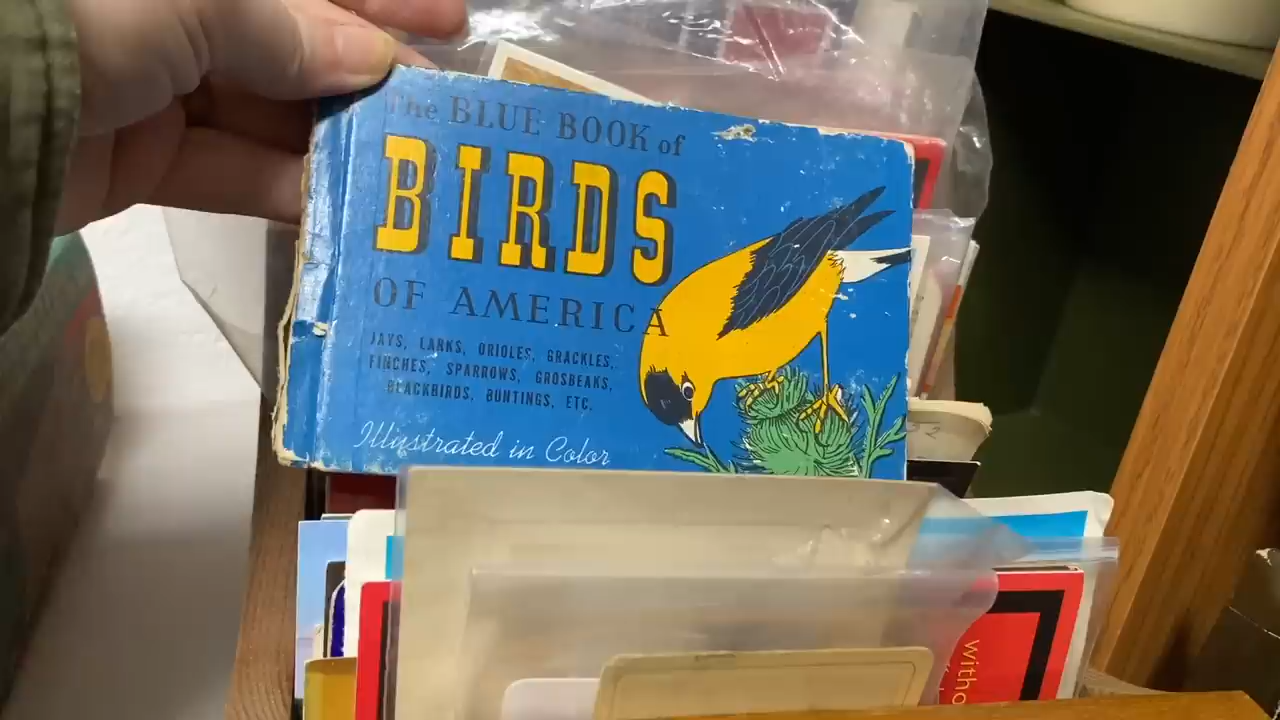 The BLUE BOOK of
BIRDS
OF AMERICA
JAYS, LARKS, ORIOLES, GRACKLES,
FINCHES, SPARROWS, GROSBEAKS,
BLACKBIRDS, BUNTINGS, ETC.
Illustrated in Color